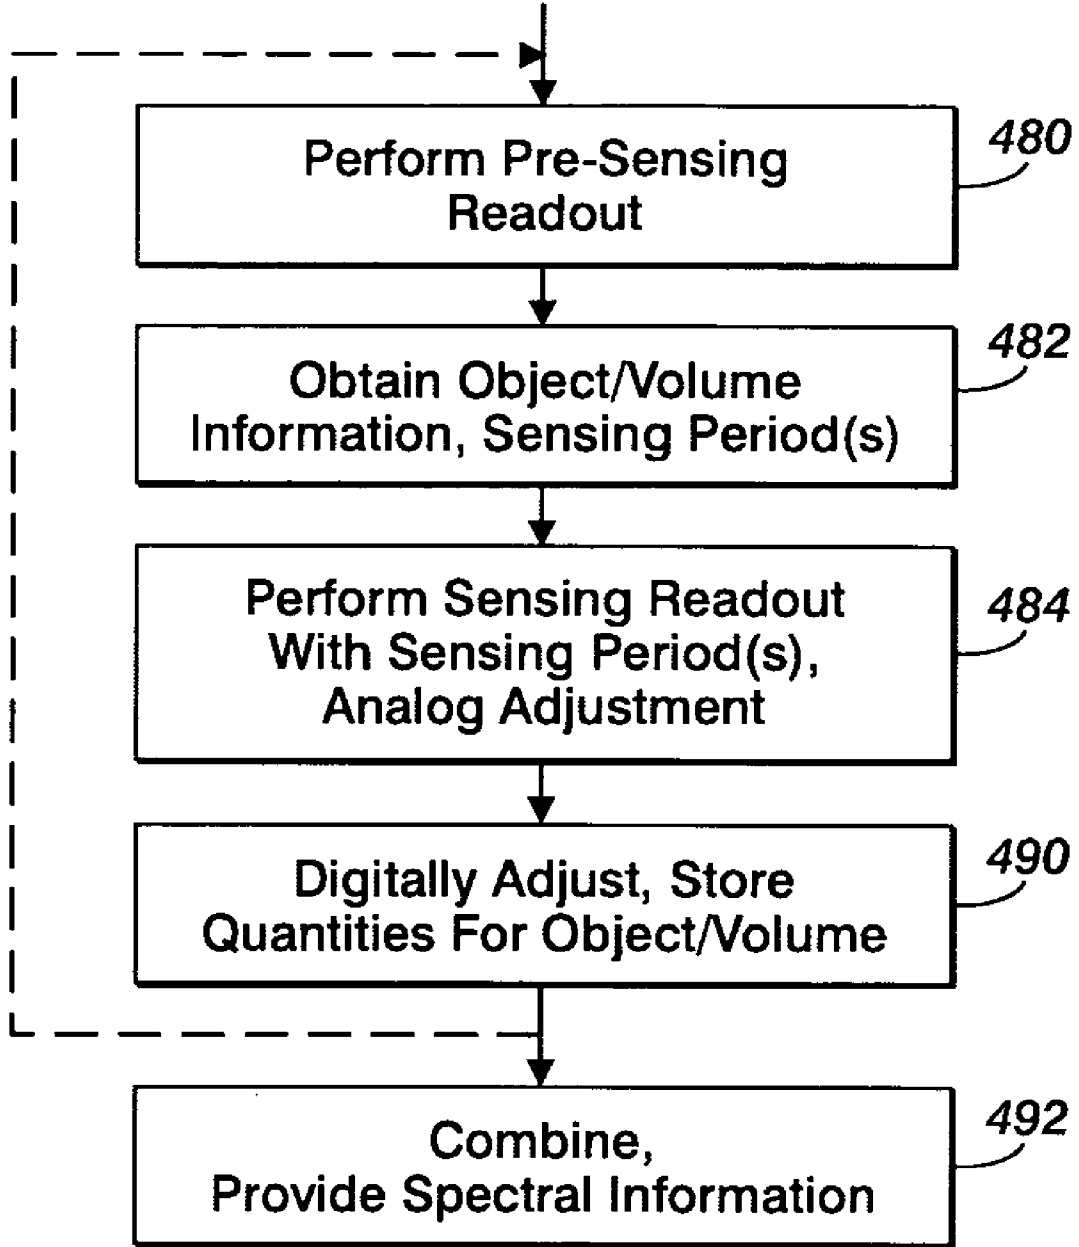 Perform Pre-Sensing
Readout
480
Obtain Object/Volume
Information, Sensing Period(s)
482
Perform Sensing Readout
With Sensing Period(s),
Analog Adjustment
484
Digitally Adjust, Store
Quantities For Object/Volume
490
Combine,
Provide Spectral Information
492